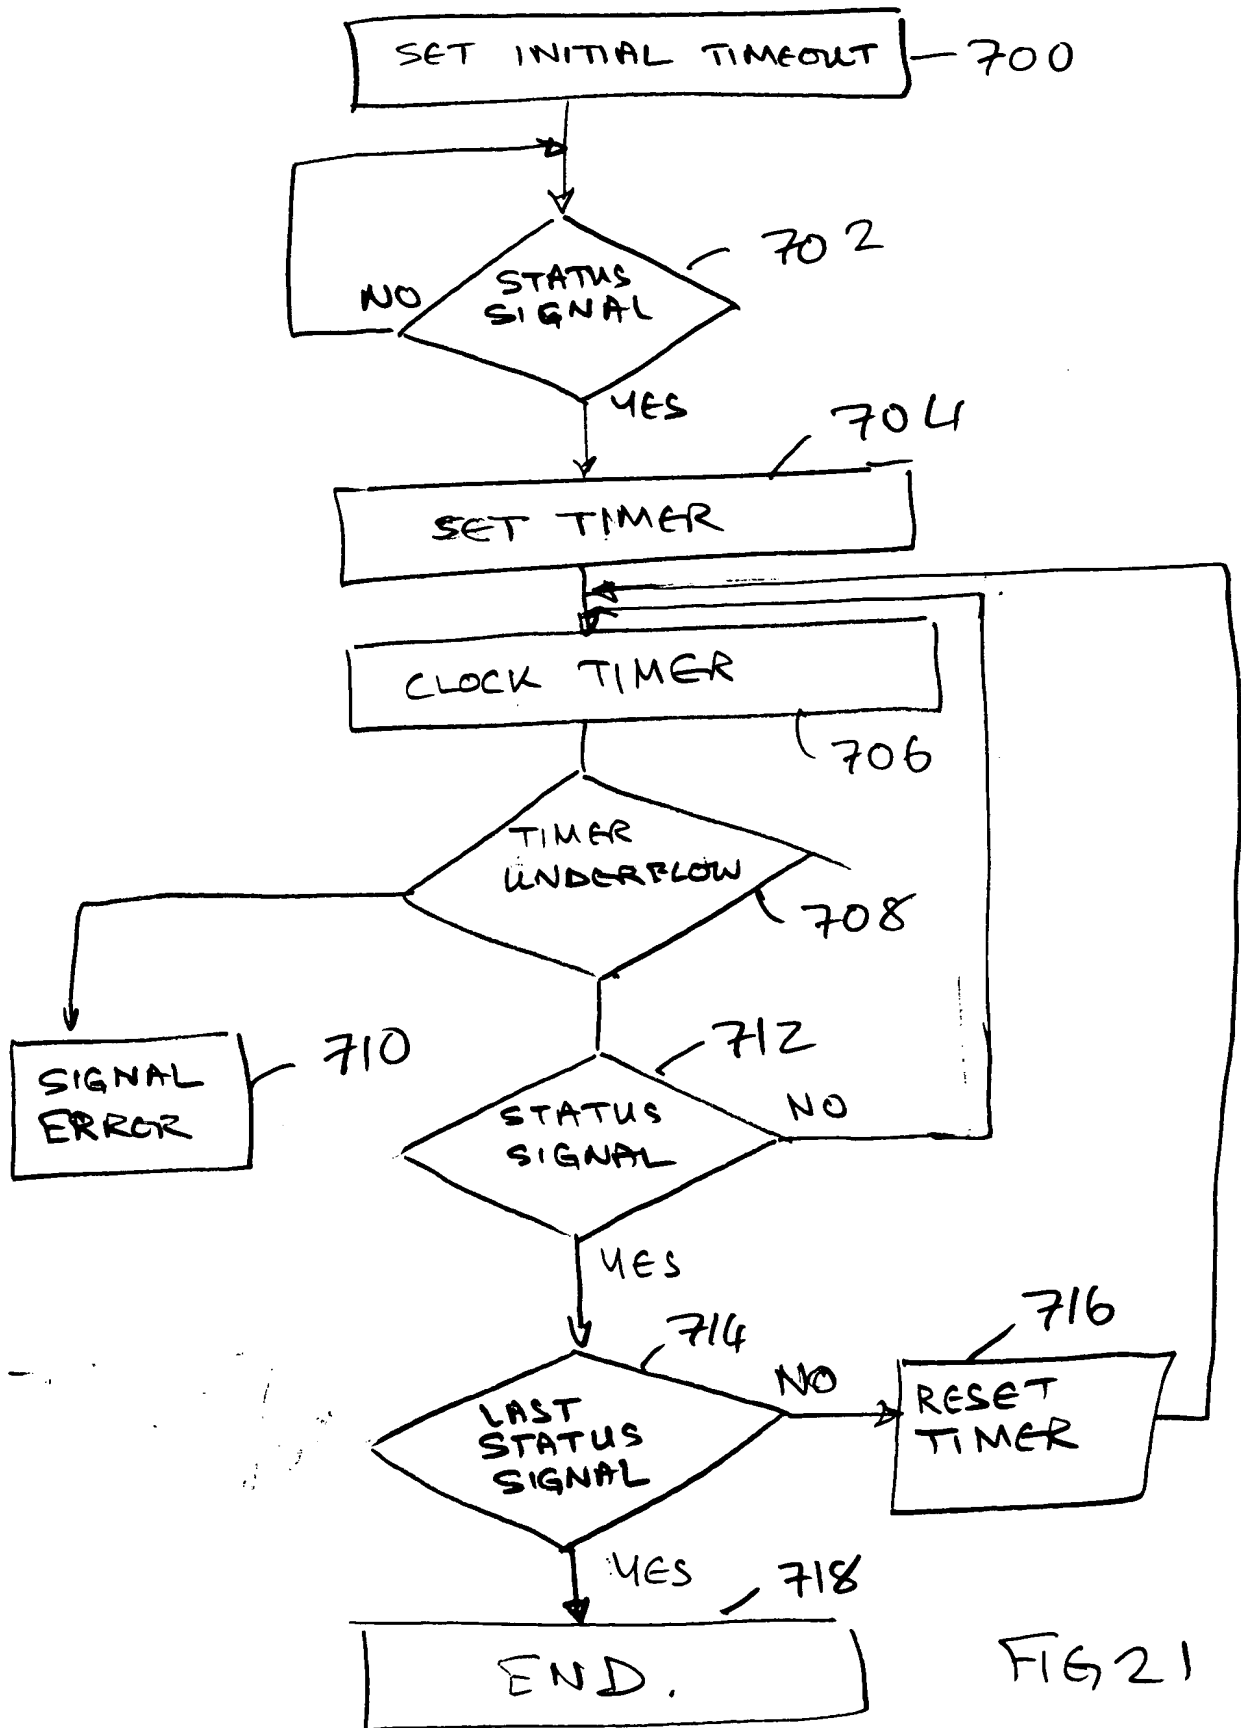 SET INITIAL TIMEOUT
700
702
STATUS
SIGNAL
NO
YES
704
SET TIMER
CLOCK TIMER
706
TIMER
UNDERFLOW
708
SIGNAL
ERROR
710
712
STATUS
SIGNAL
NO
YES
714
LAST
STATUS
SIGNAL
NO
716
RESET
TIMER
YES
718
END.
FIG 21